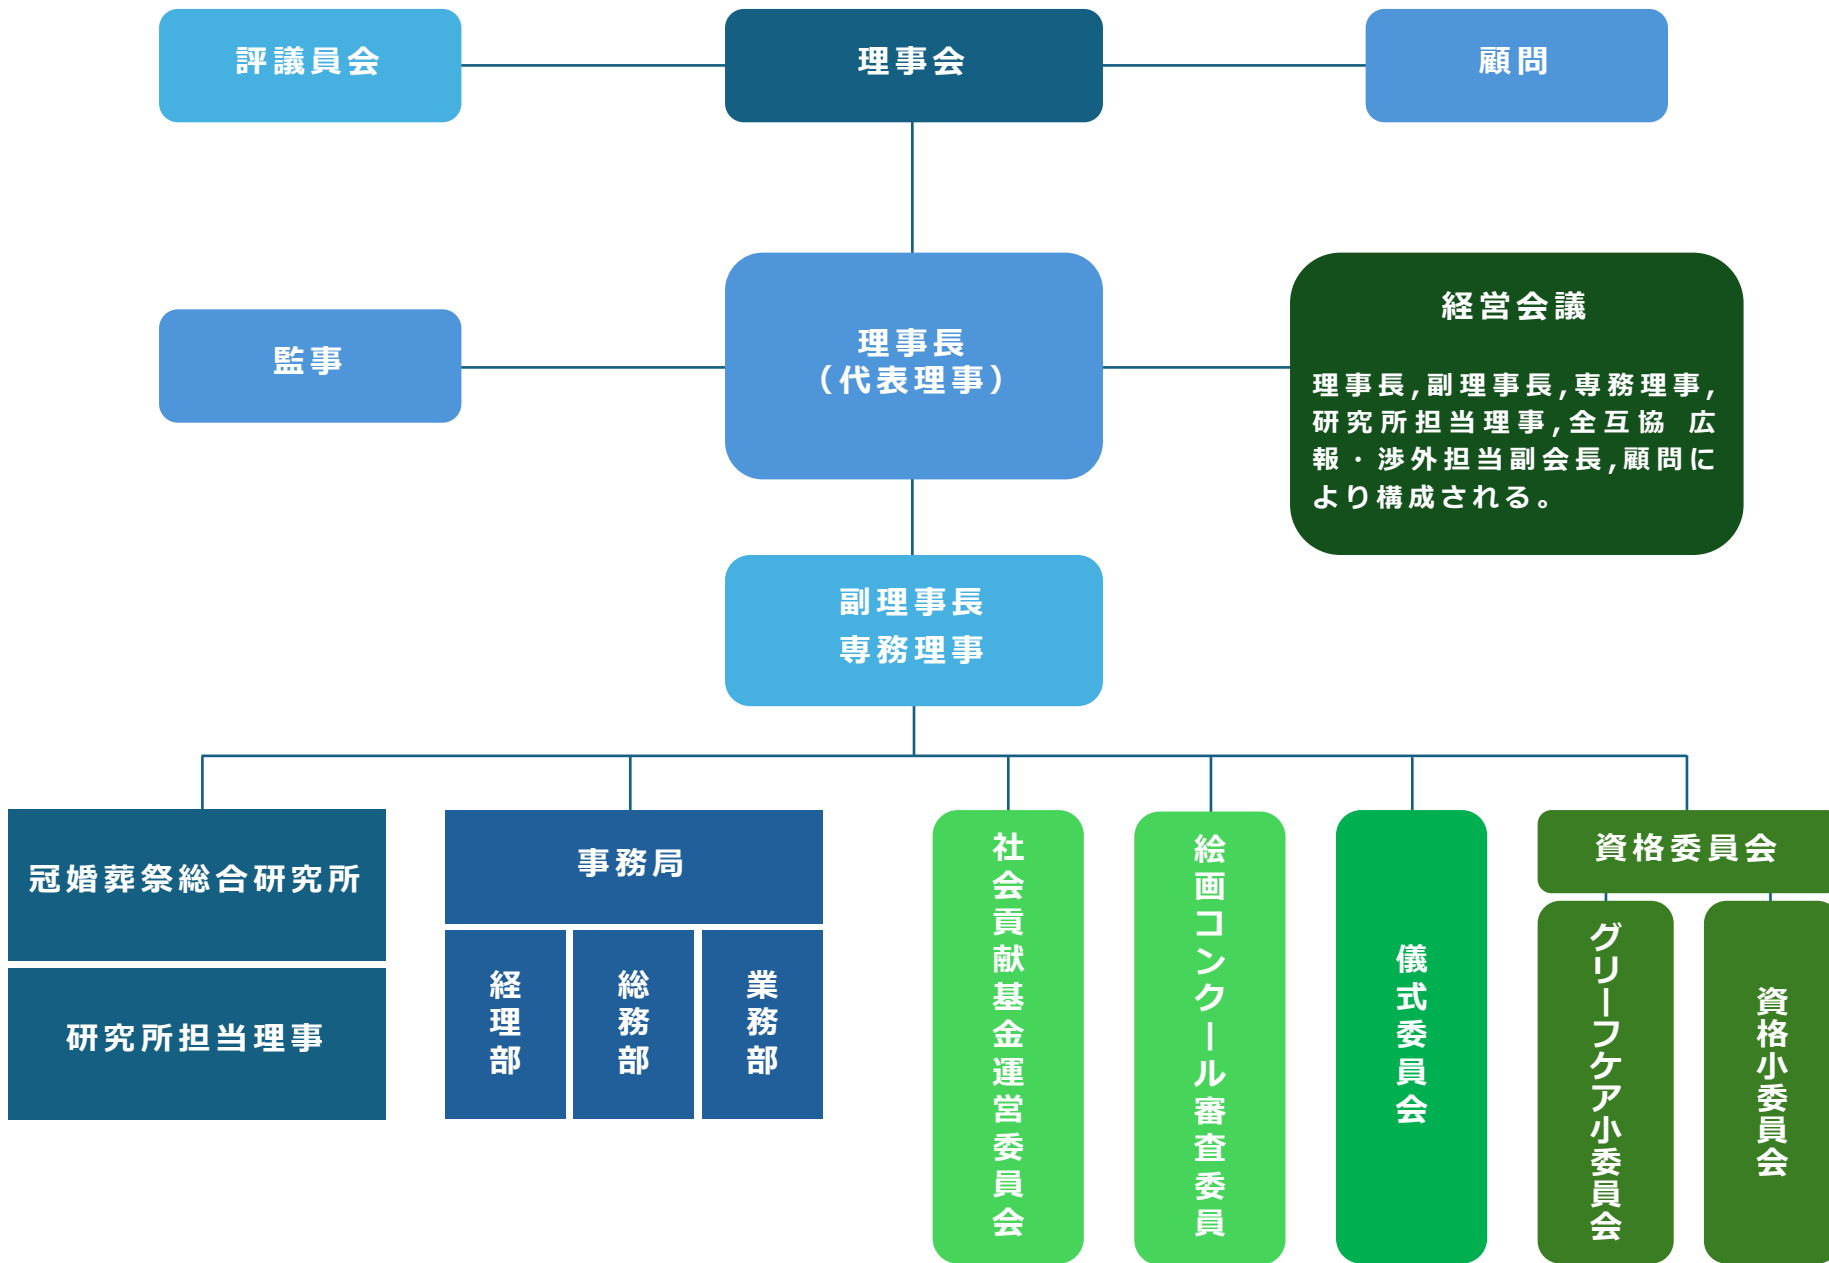 評議員会
理事会
顧問
監事
理事長
（代表理事）
経営会議
理事長,副理事長,専務理事,
研究所担当理事,全互協 広
報・渉外担当副会長,顧問に
より構成される。
副理事長
専務理事
冠婚葬祭総合研究所
研究所担当理事
事務局
経理部
総務部
業務部
社会貢献基金運営委員会
絵画コンクール審査委員
儀式委員会
資格委員会
グリーフケア小委員会
資格小委員会